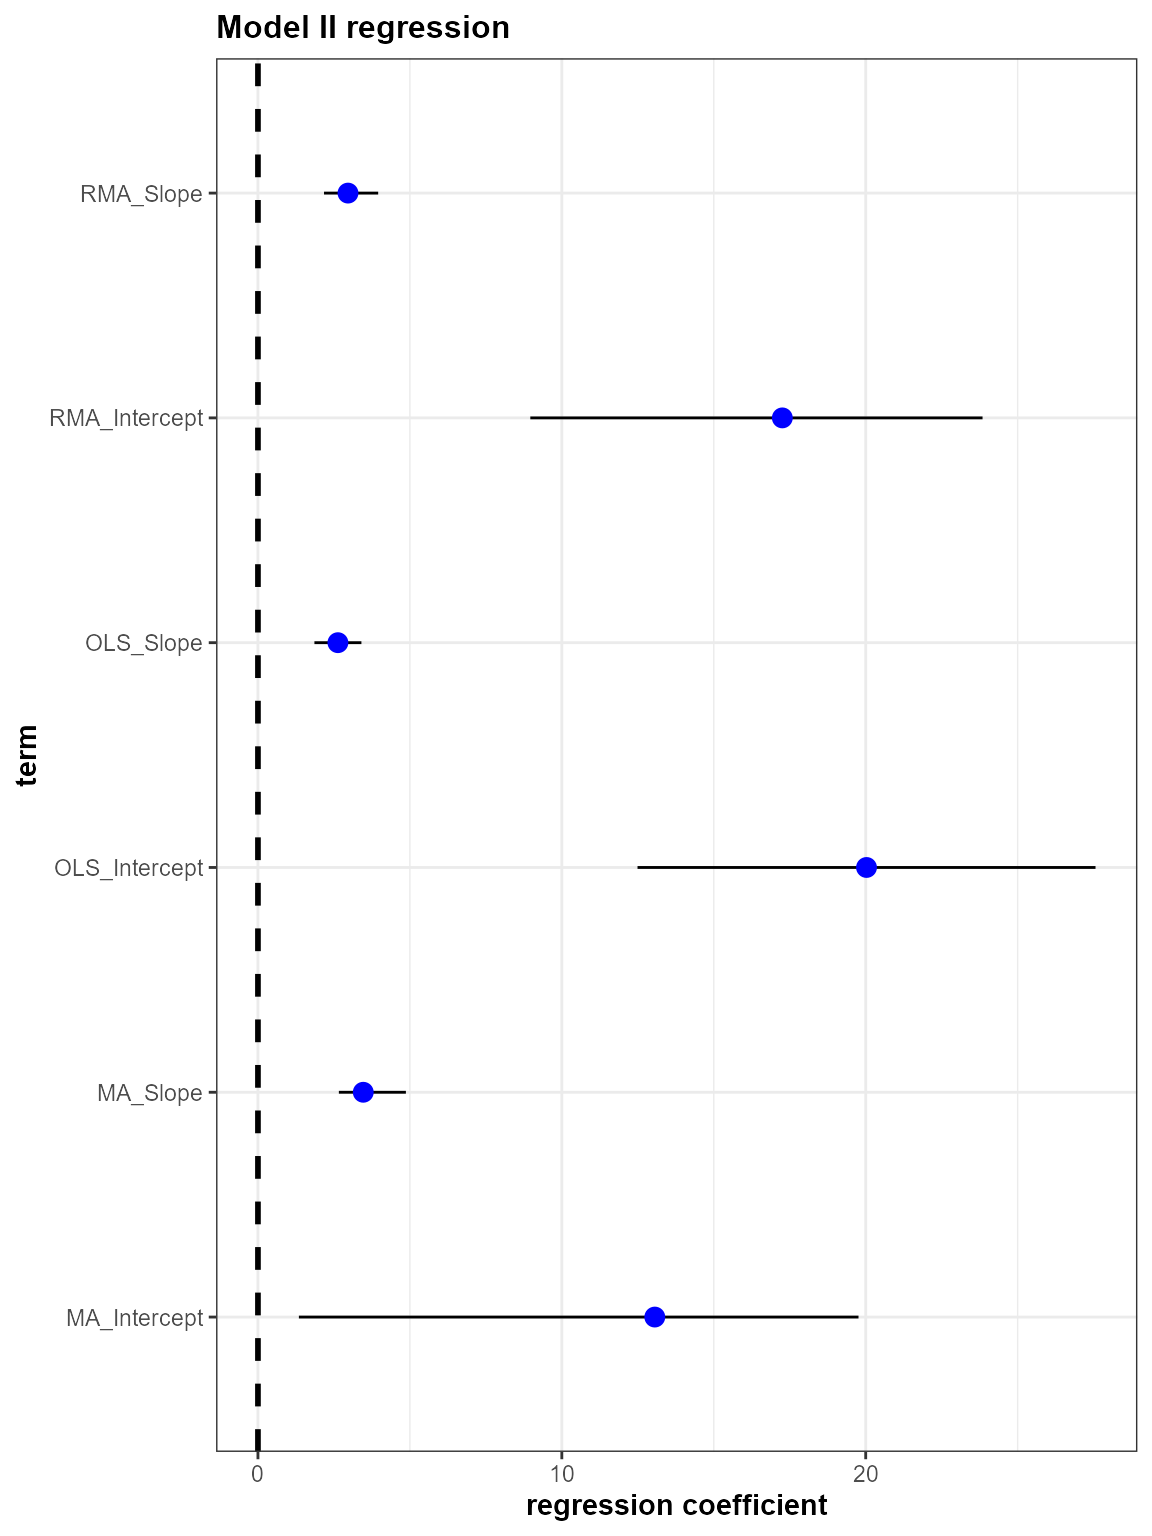 Model II regression
RMA_Slope
RMA_Intercept
OLS_Slope
OLS_Intercept
MA_Slope
MA_Intercept
term
0 10 20
regression coefficient